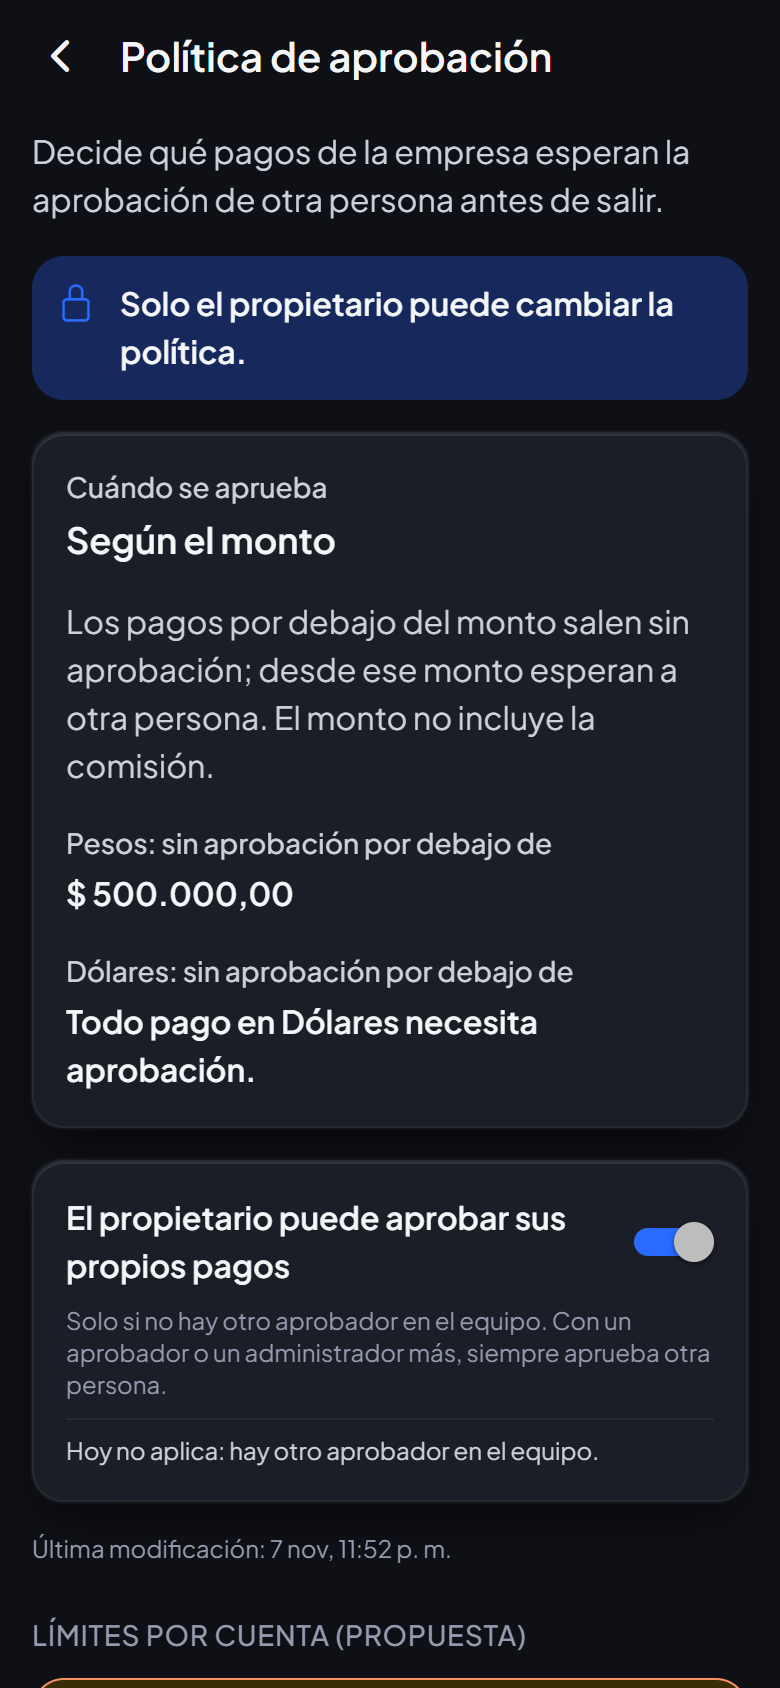 Política de aprobación
Decide qué pagos de la empresa esperan la
aprobación de otra persona antes de salir.
Solo el propietario puede cambiar la
política.
Cuándo se aprueba
Según el monto
Los pagos por debajo del monto salen sin
aprobación; desde ese monto esperan a
otra persona. El monto no incluye la
comisión.
Pesos: sin aprobación por debajo de
$ 500.000,00
Dólares: sin aprobación por debajo de
Todo pago en Dólares necesita
aprobación.
El propietario puede aprobar sus
propios pagos
Solo si no hay otro aprobador en el equipo. Con un
aprobador o un administrador más, siempre aprueba otra
persona.
Hoy no aplica: hay otro aprobador en el equipo.
Última modificación: 7 nov, 11:52 p. m.
LÍMITES POR CUENTA (PROPUESTA)